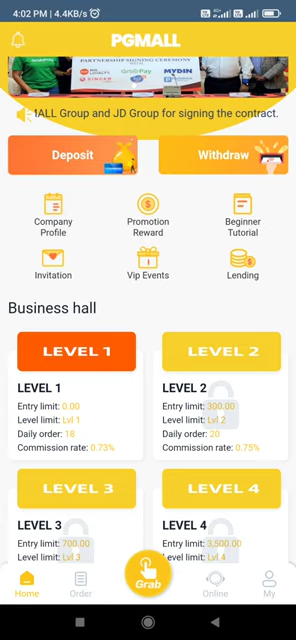 4:02 PM | 4.4KB/s
PGMALL
PARTNERSHIP SIGNING CEREMONY
GrabPay
MYDIN
SINGER
MALL Group and JD Group for signing the contract.
Deposit
Withdraw
Company Profile
Promotion Reward
Beginner Tutorial
Invitation
Vip Events
Lending
Business hall
LEVEL 1
LEVEL 2
LEVEL 1
Entry limit: 0.00
Level limit: Lvl 1
Daily order: 18
Commission rate: 0.73%
LEVEL 2
Entry limit: 300.00
Level limit: Lvl 2
Daily order: 20
Commission rate: 0.75%
LEVEL 3
LEVEL 4
LEVEL 3
Entry limit: 700.00
Level limit: Lvl 3
LEVEL 4
Entry limit: 3,500.00
Level limit: Lvl 4
Home
Order
Grab
Online
My